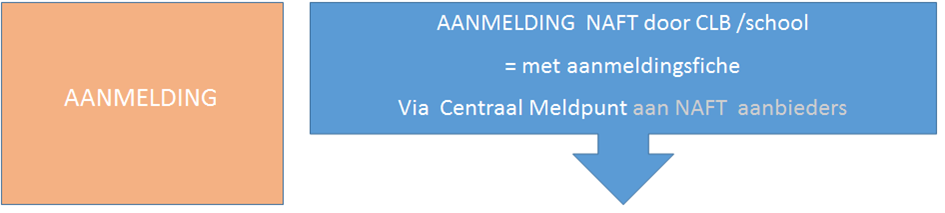 AANMELDING
AANMELDING NAFT door CLB /school
= met aanmeldingsfiche
Via Centraal Meldpunt aan NAFT aanbieders